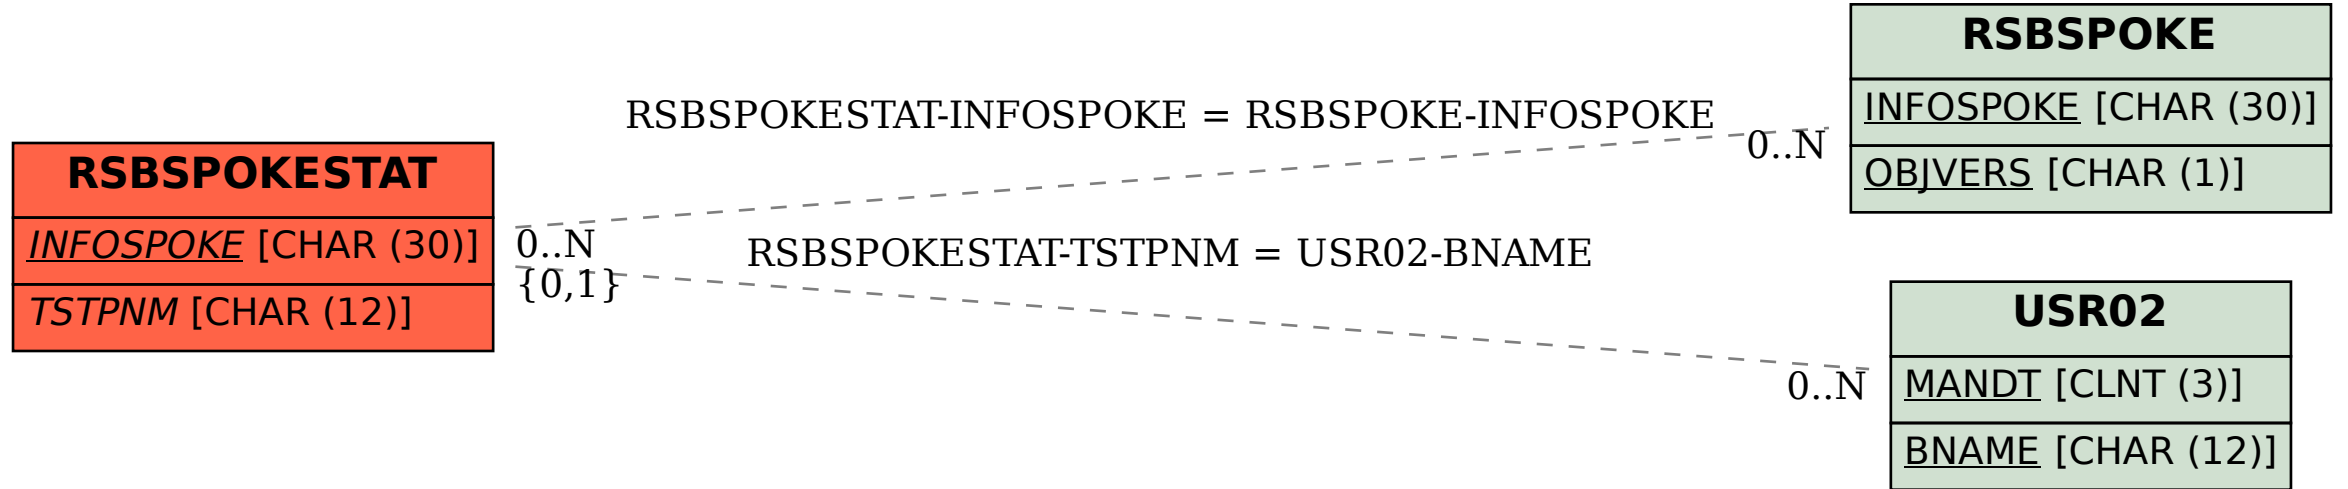 RSBSPOKE
INFOSPOKE [CHAR (30)]
OBJVERS [CHAR (1)]
RSBSPOKESTAT-INFOSPOKE = RSBSPOKE-INFOSPOKE
0..N
RSBSPOKESTAT
INFOSPOKE [CHAR (30)]
TSTPNM [CHAR (12)]
0..N
{0,1}
RSBSPOKESTAT-TSTPNM = USR02-BNAME
0..N
USR02
MANDT [CLNT (3)]
BNAME [CHAR (12)]